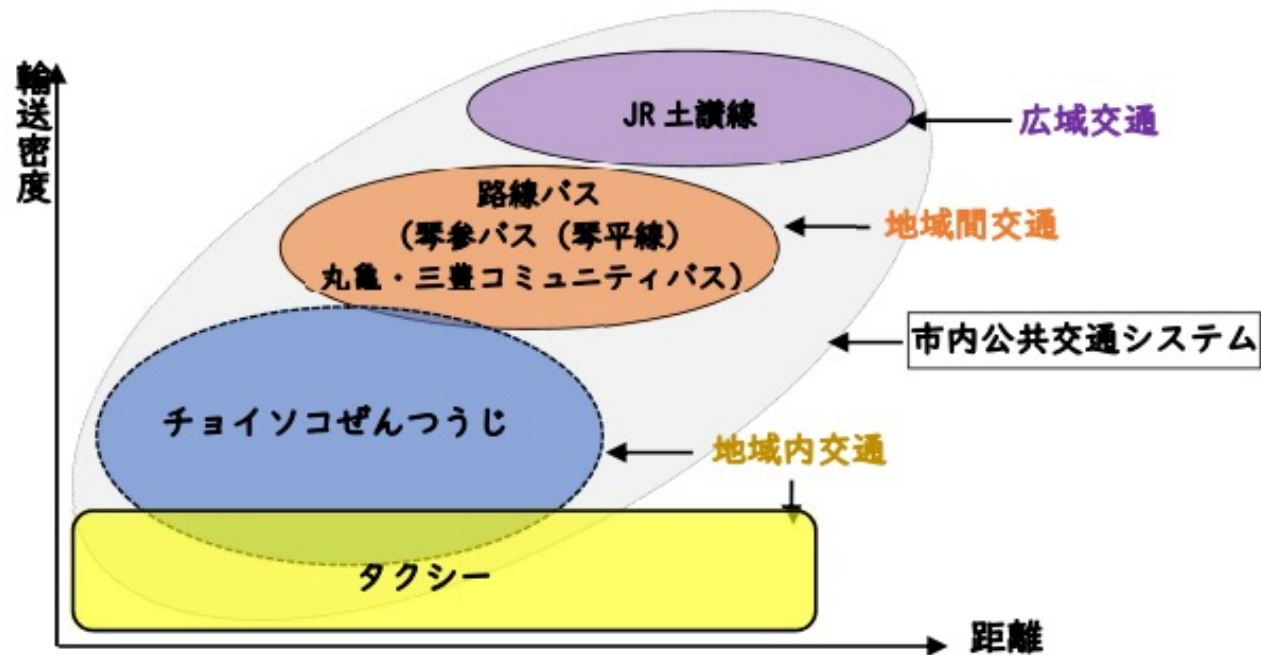 輸送密度
JR 土讃線
広域交通
路線バス
(琴参バス (琴平線)
丸亀・三豊コミュニティバス)
地域間交通
市内公共交通システム
チョイソコぜんつうじ
地域内交通
タクシー
距離